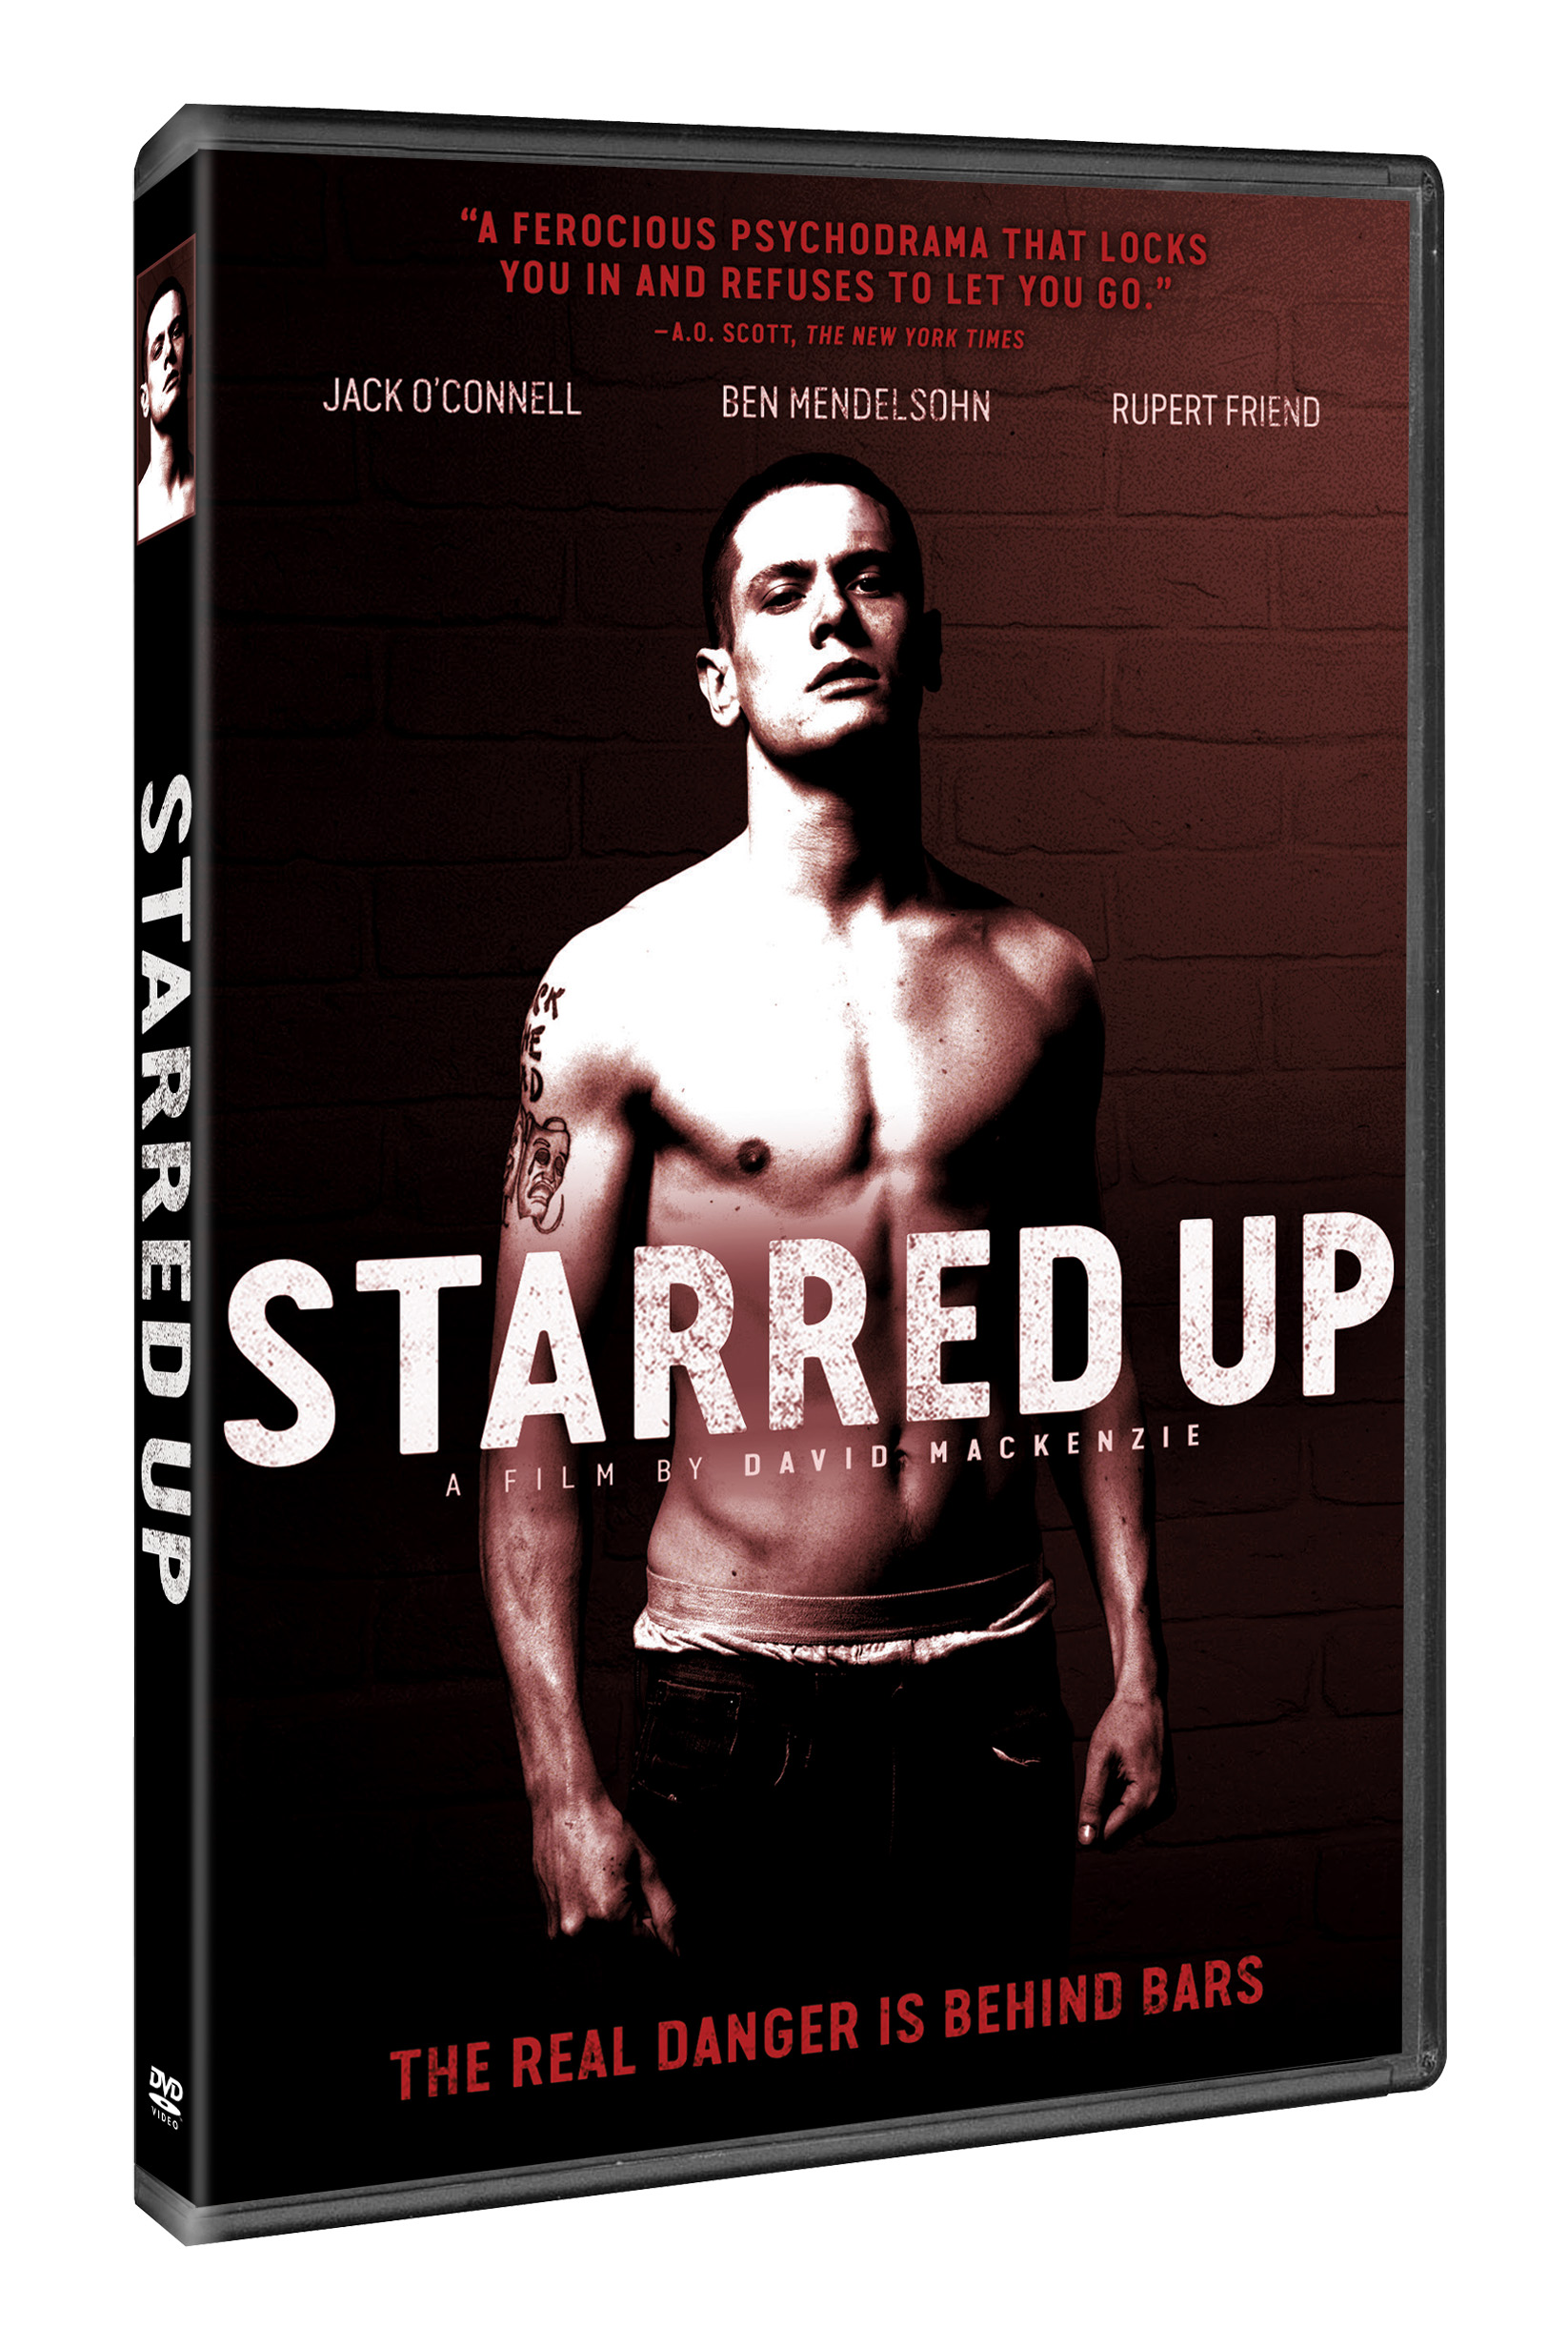 “A FEROCIOUS PSYCHODRAMA THAT LOCKS
YOU IN AND REFUSES TO LET YOU GO.”
–A.O. SCOTT, THE NEW YORK TIMES
JACK O’CONNELL BEN MENDELSOHN RUPERT FRIEND
STARRED UP
A FILM BY DAVID MACKENZIE
THE REAL DANGER IS BEHIND BARS
STARRED UP
DVD
VIDEO